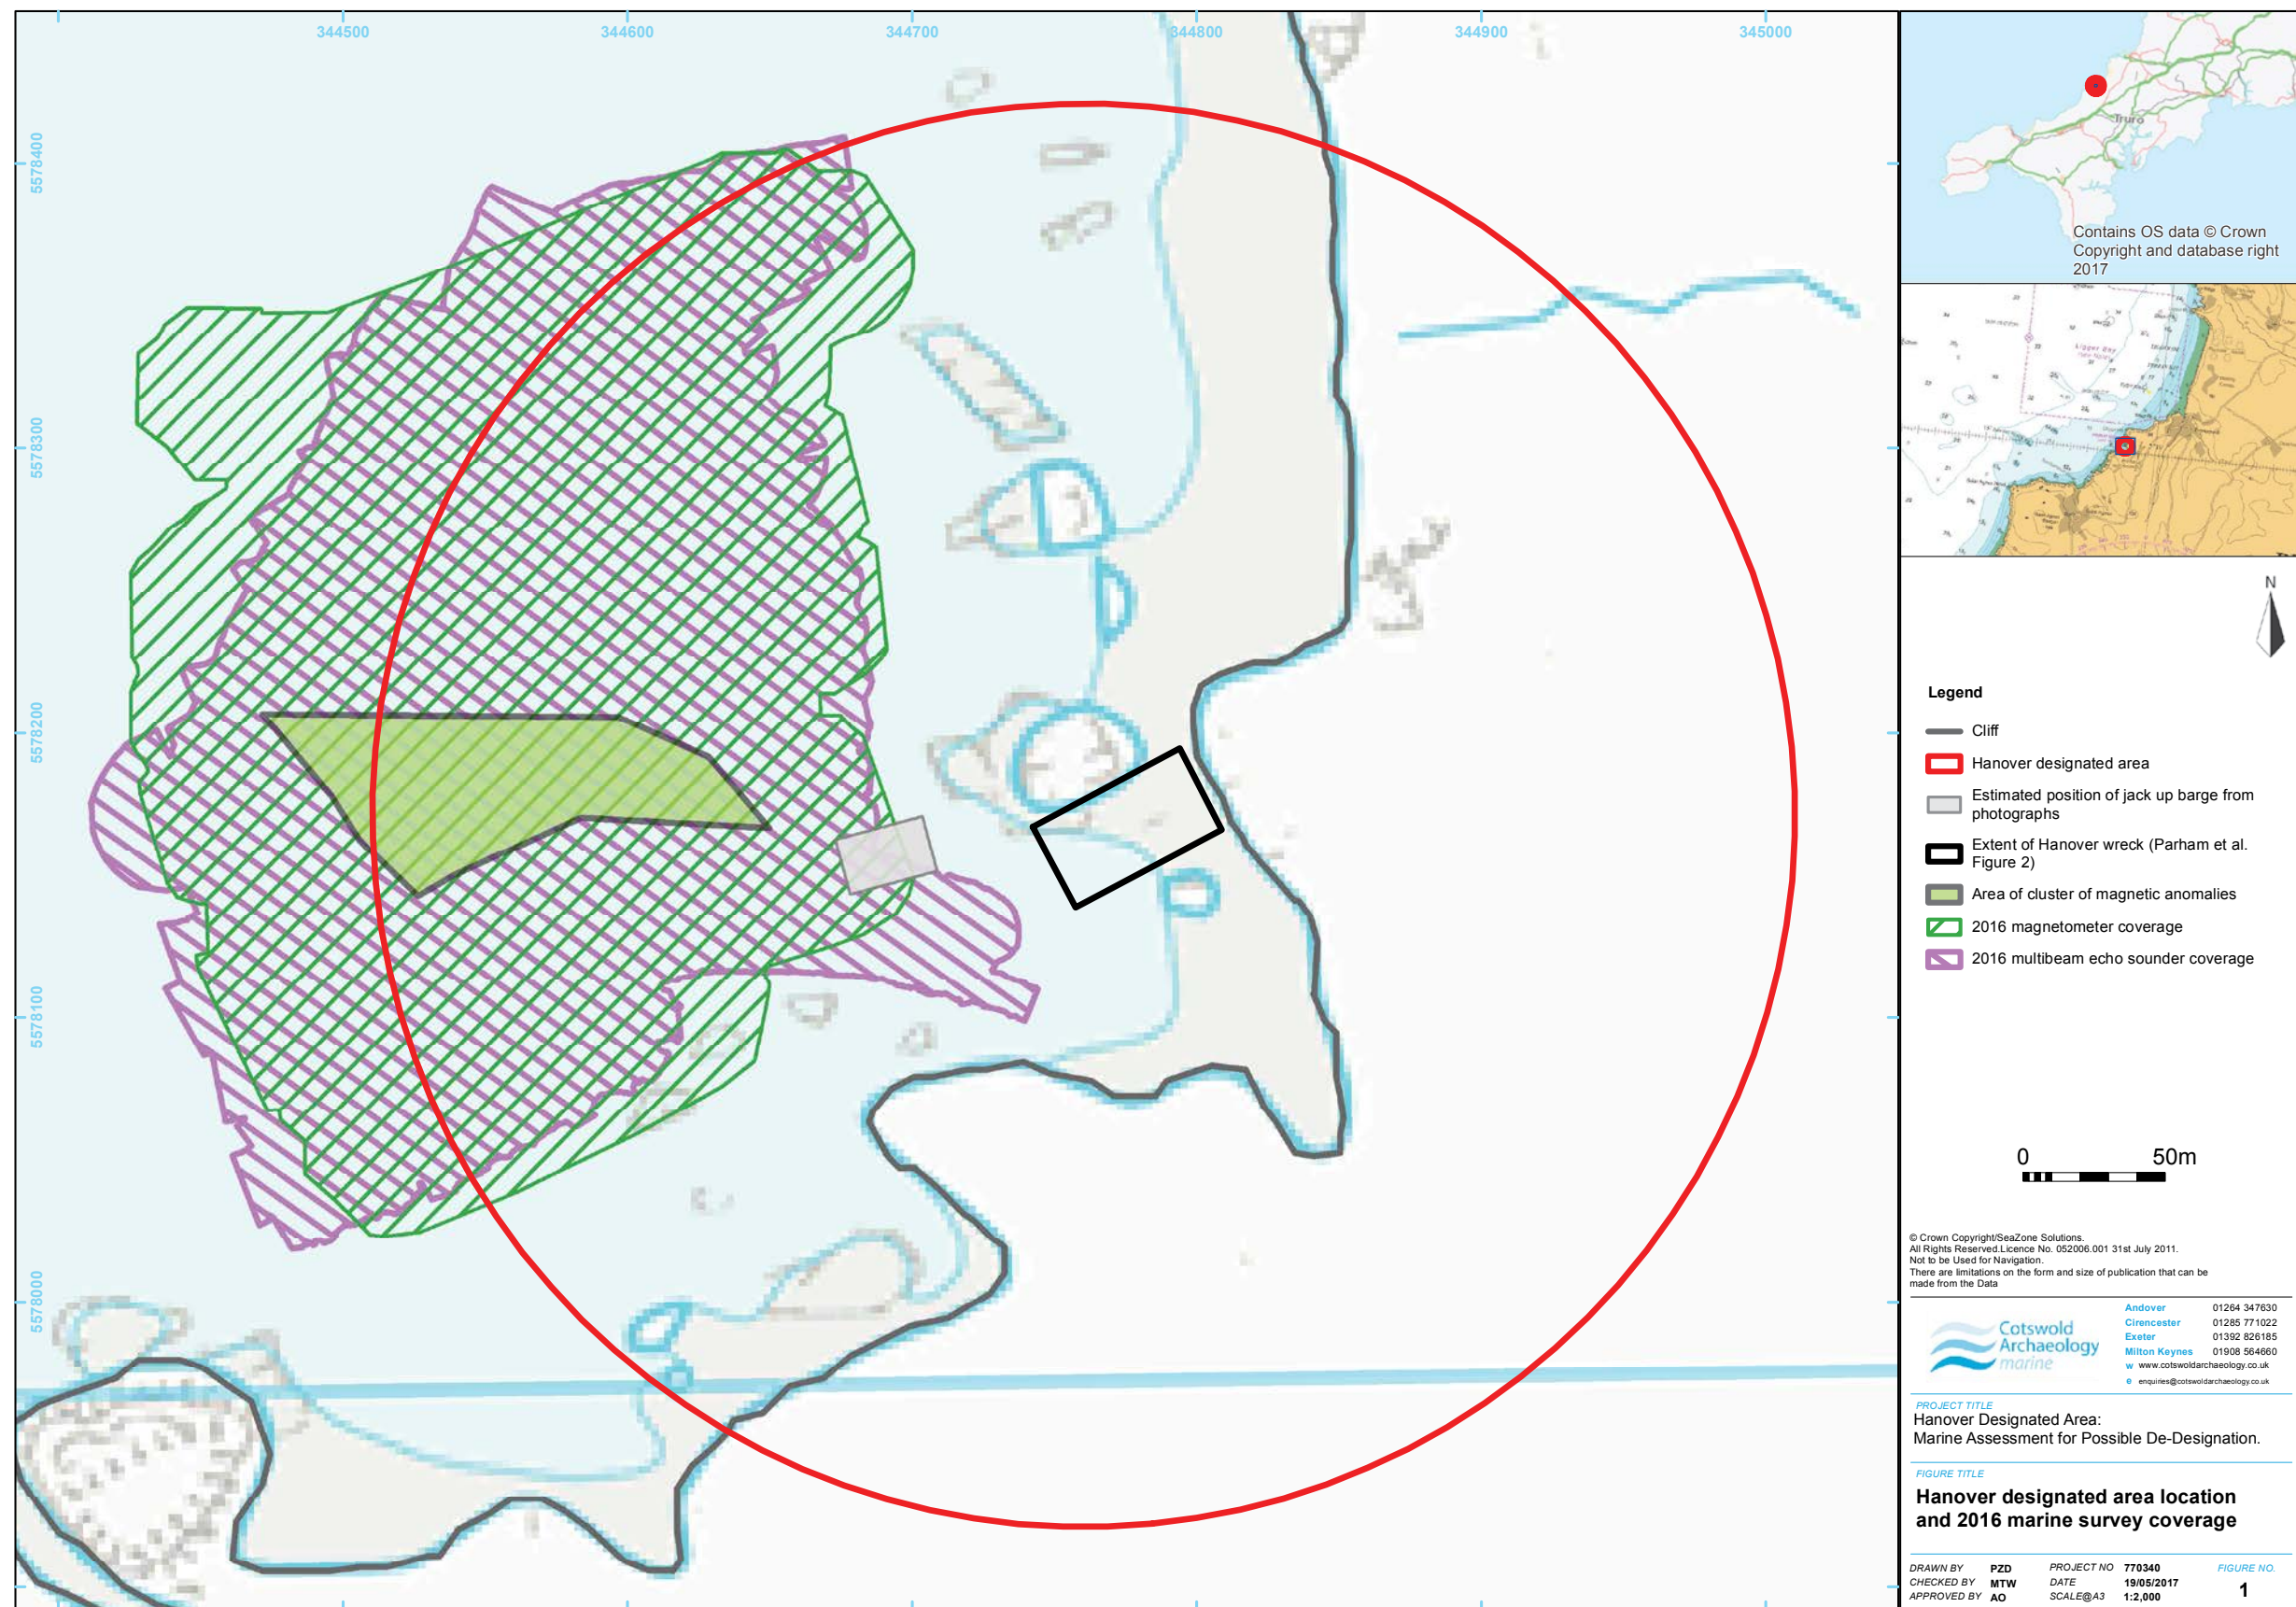 344500
344600
344700
344800
344900
345000
5578400
5578300
5578200
5578100
5578000
Truro
Contains OS data © Crown
Copyright and database right
2017
Ligger Bay
N
Legend
Cliff
Hanover designated area
Estimated position of jack up barge from
photographs
Extent of Hanover wreck (Parham et al.
Figure 2)
Area of cluster of magnetic anomalies
2016 magnetometer coverage
2016 multibeam echo sounder coverage
0 50m
© Crown Copyright/SeaZone Solutions.
All Rights Reserved.Licence No. 052006.001 31st July 2011.
Not to be Used for Navigation.
There are limitations on the form and size of publication that can be
made from the Data
Cotswold
Archaeology
marine
Andover 01264 347630
Cirencester 01285 771022
Exeter 01392 826185
Milton Keynes 01908 564660
w www.cotswoldarchaeology.co.uk
e enquiries@cotswoldarchaeology.co.uk
PROJECT TITLE
Hanover Designated Area:
Marine Assessment for Possible De-Designation.
FIGURE TITLE
Hanover designated area location
and 2016 marine survey coverage
DRAWN BY PZD PROJECT NO 770340 FIGURE NO.
CHECKED BY MTW DATE 19/05/2017
APPROVED BY AO SCALE@A3 1:2,000 1